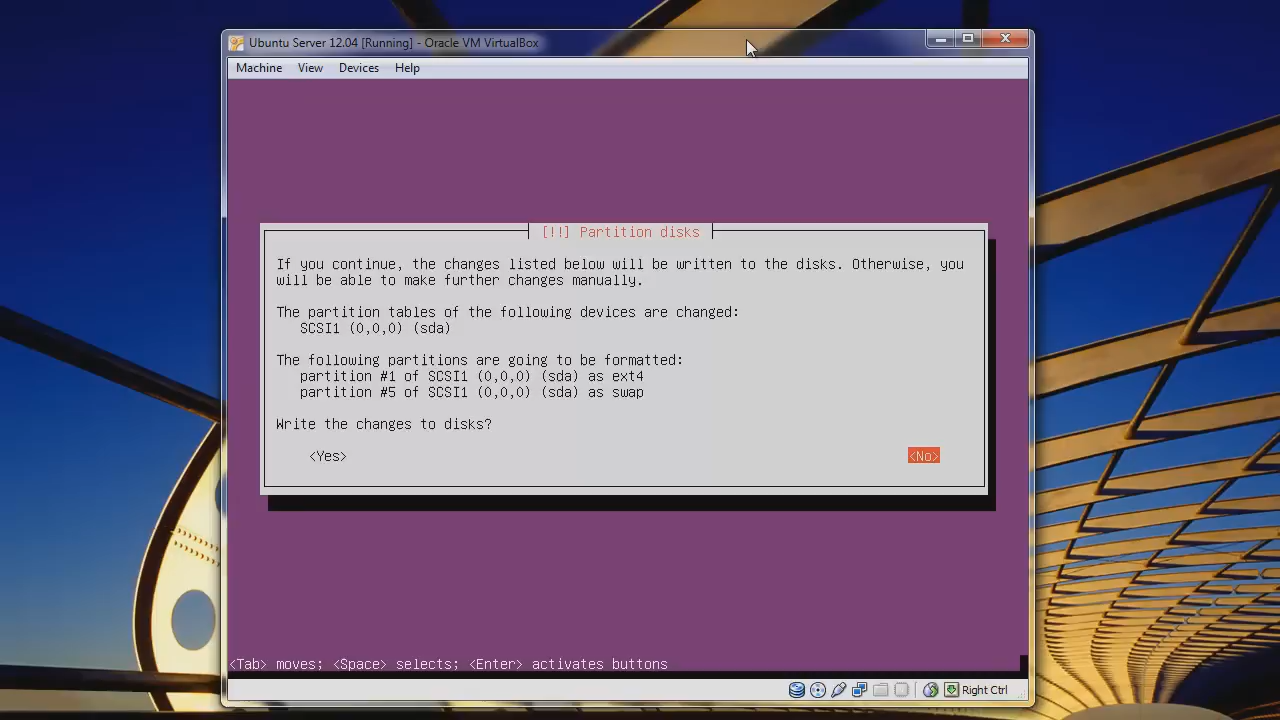 Ubuntu Server 12.04 [Running] - Oracle VM VirtualBox
Machine View Devices Help
[!!] Partition disks
If you continue, the changes listed below will be written to the disks. Otherwise, you
will be able to make further changes manually.
The partition tables of the following devices are changed:
SCSI1 (0,0,0) (sda)
The following partitions are going to be formatted:
partition #1 of SCSI1 (0,0,0) (sda) as ext4
partition #5 of SCSI1 (0,0,0) (sda) as swap
Write the changes to disks?
<Yes> <No>
<Tab> moves; <Space> selects; <Enter> activates buttons
Right Ctrl